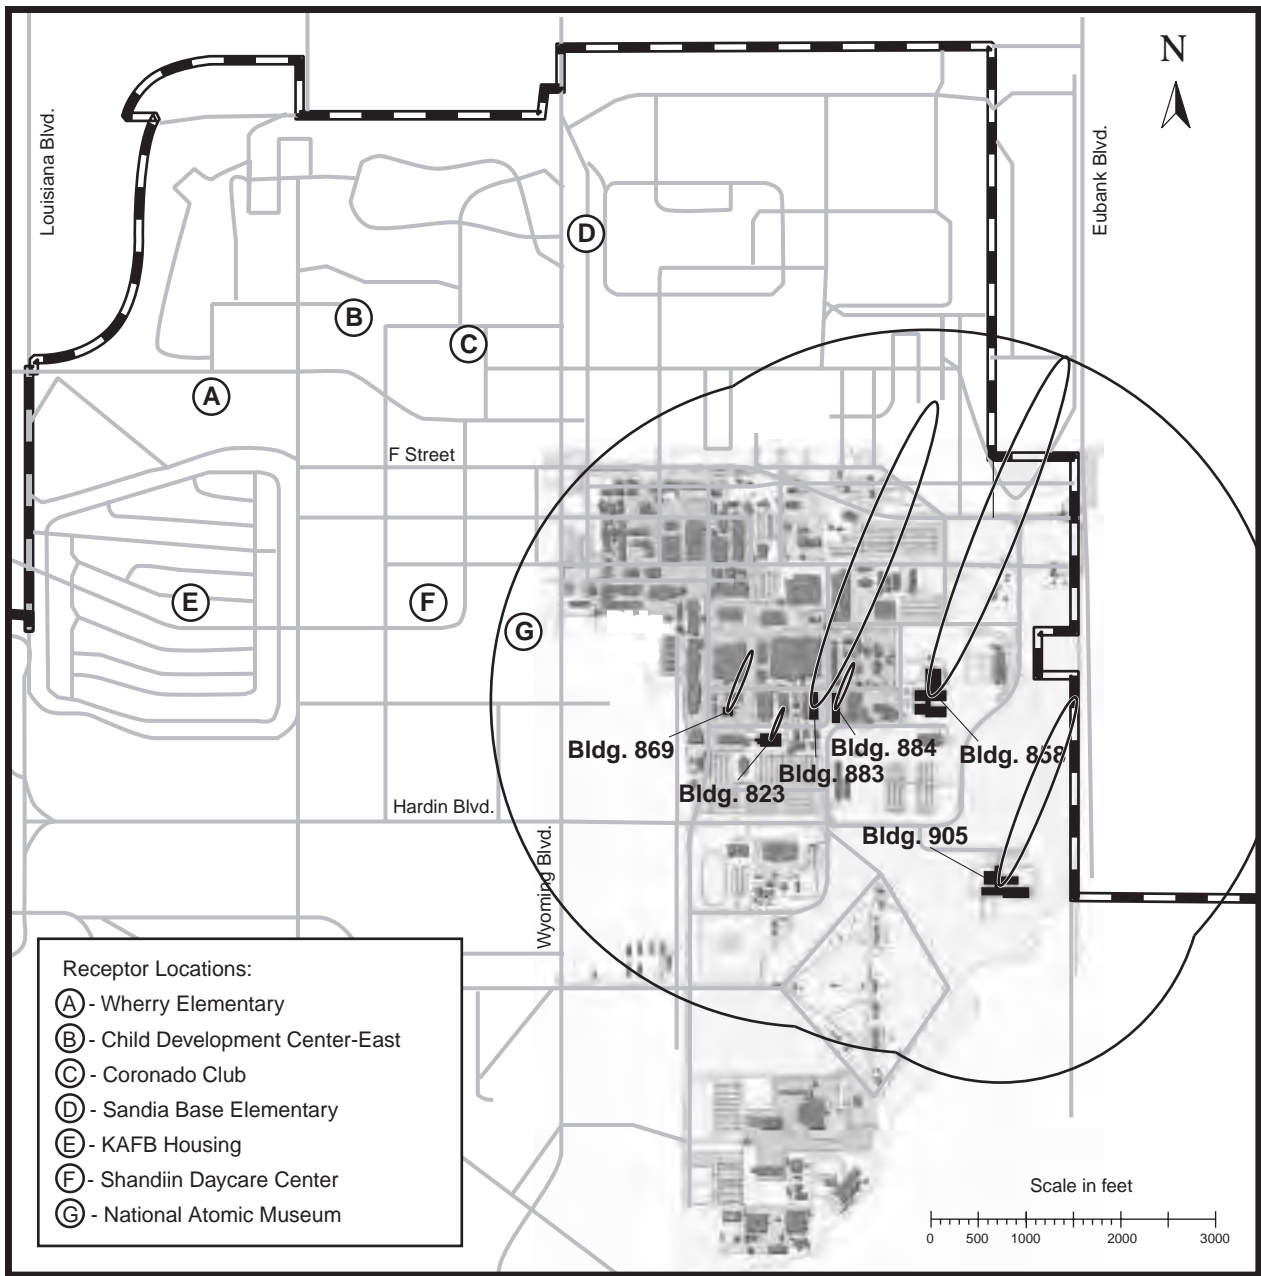 N
Louisiana Blvd.
Eubank Blvd.
D
B
C
A
F Street
E
F
G
Bldg. 869
Bldg. 884
Bldg. 858
Bldg. 883
Bldg. 823
Hardin Blvd.
Bldg. 905
Wyoming Blvd.
Receptor Locations:
A - Wherry Elementary
B - Child Development Center-East
C - Coronado Club
D - Sandia Base Elementary
E - KAFB Housing
F - Shandiin Daycare Center
G - National Atomic Museum
Scale in feet
0 500 1000 2000 3000